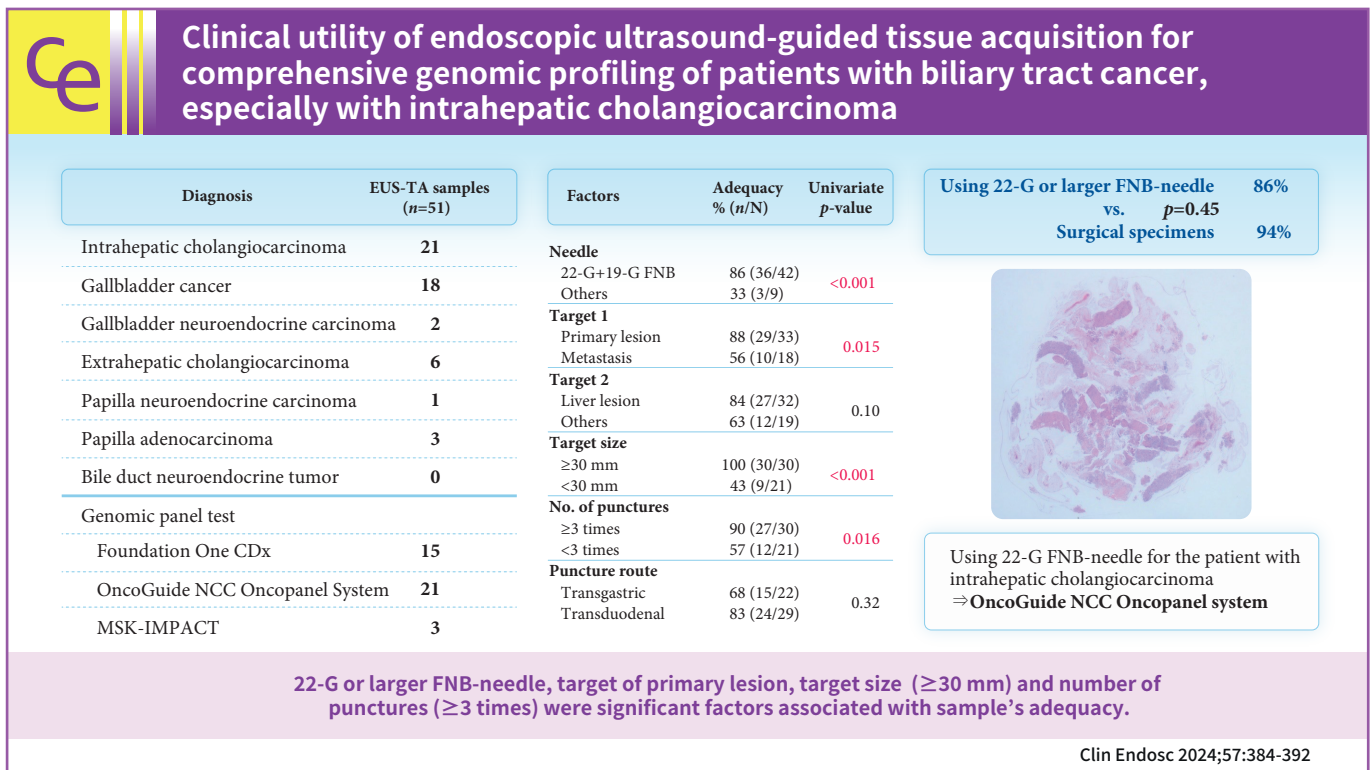 ce
Clinical utility of endoscopic ultrasound-guided tissue acquisition for
comprehensive genomic profiling of patients with biliary tract cancer,
especially with intrahepatic cholangiocarcinoma
Diagnosis EUS-TA samples
(n=51)
Intrahepatic cholangiocarcinoma 21
Gallbladder cancer 18
Gallbladder neuroendocrine carcinoma 2
Extrahepatic cholangiocarcinoma 6
Papilla neuroendocrine carcinoma 1
Papilla adenocarcinoma 3
Bile duct neuroendocrine tumor 0
Genomic panel test
Foundation One CDx 15
OncoGuide NCC Oncopanel System 21
MSK-IMPACT 3
Factors Adequacy Univariate
% (n/N) p-value
Needle
22-G+19-G FNB 86 (36/42) <0.001
Others 33 (3/9)
Target 1
Primary lesion 88 (29/33) 0.015
Metastasis 56 (10/18)
Target 2
Liver lesion 84 (27/32) 0.10
Others 63 (12/19)
Target size
≥30 mm 100 (30/30) <0.001
<30 mm 43 (9/21)
No. of punctures
≥3 times 90 (27/30) 0.016
<3 times 57 (12/21)
Puncture route
Transgastric 68 (15/22) 0.32
Transduodenal 83 (24/29)
Using 22-G or larger FNB-needle 86%
vs. p=0.45
Surgical specimens 94%
Using 22-G FNB-needle for the patient with
intrahepatic cholangiocarcinoma
⇒OncoGuide NCC Oncopanel system
22-G or larger FNB-needle, target of primary lesion, target size (≥30 mm) and number of
punctures (≥3 times) were significant factors associated with sample's adequacy.
Clin Endosc 2024;57:384-392